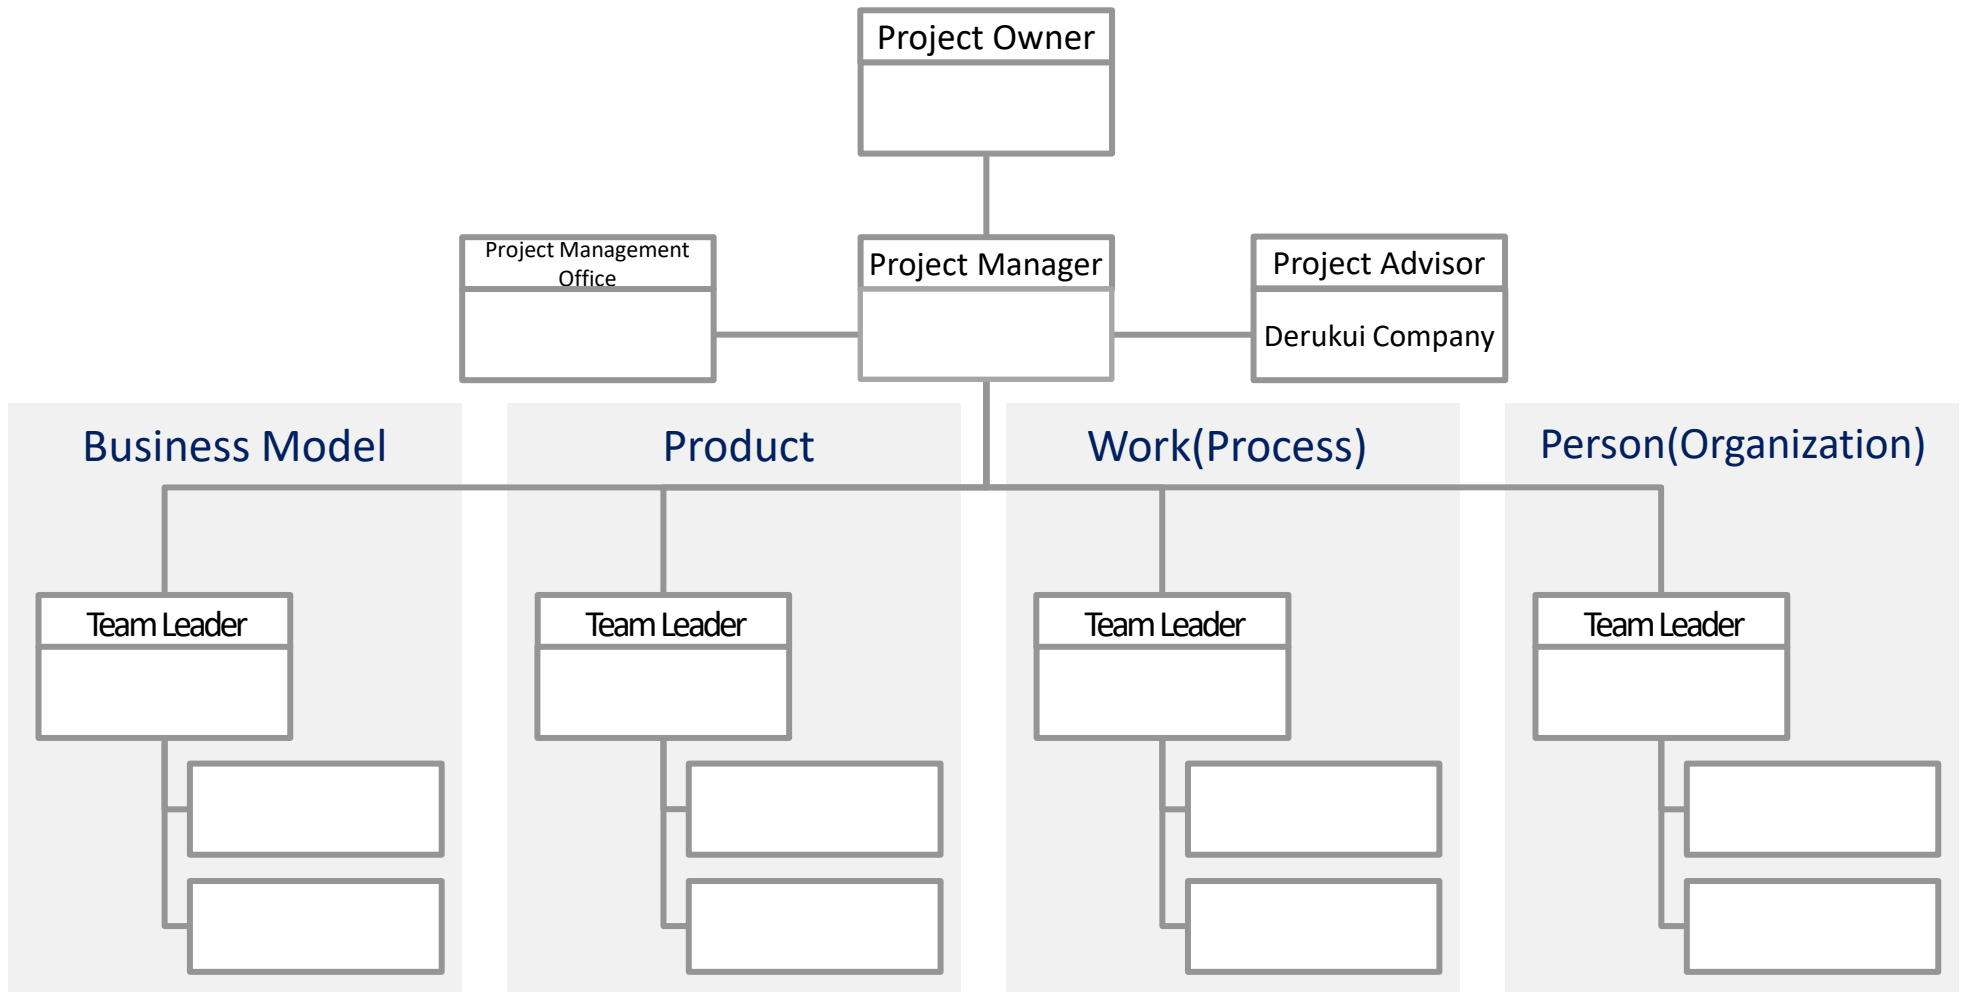 Project Owner
Project Management
Office
Project Manager
Project Advisor
Derukui Company
Business Model
Product
Work(Process)
Person(Organization)
Team Leader
Team Leader
Team Leader
Team Leader